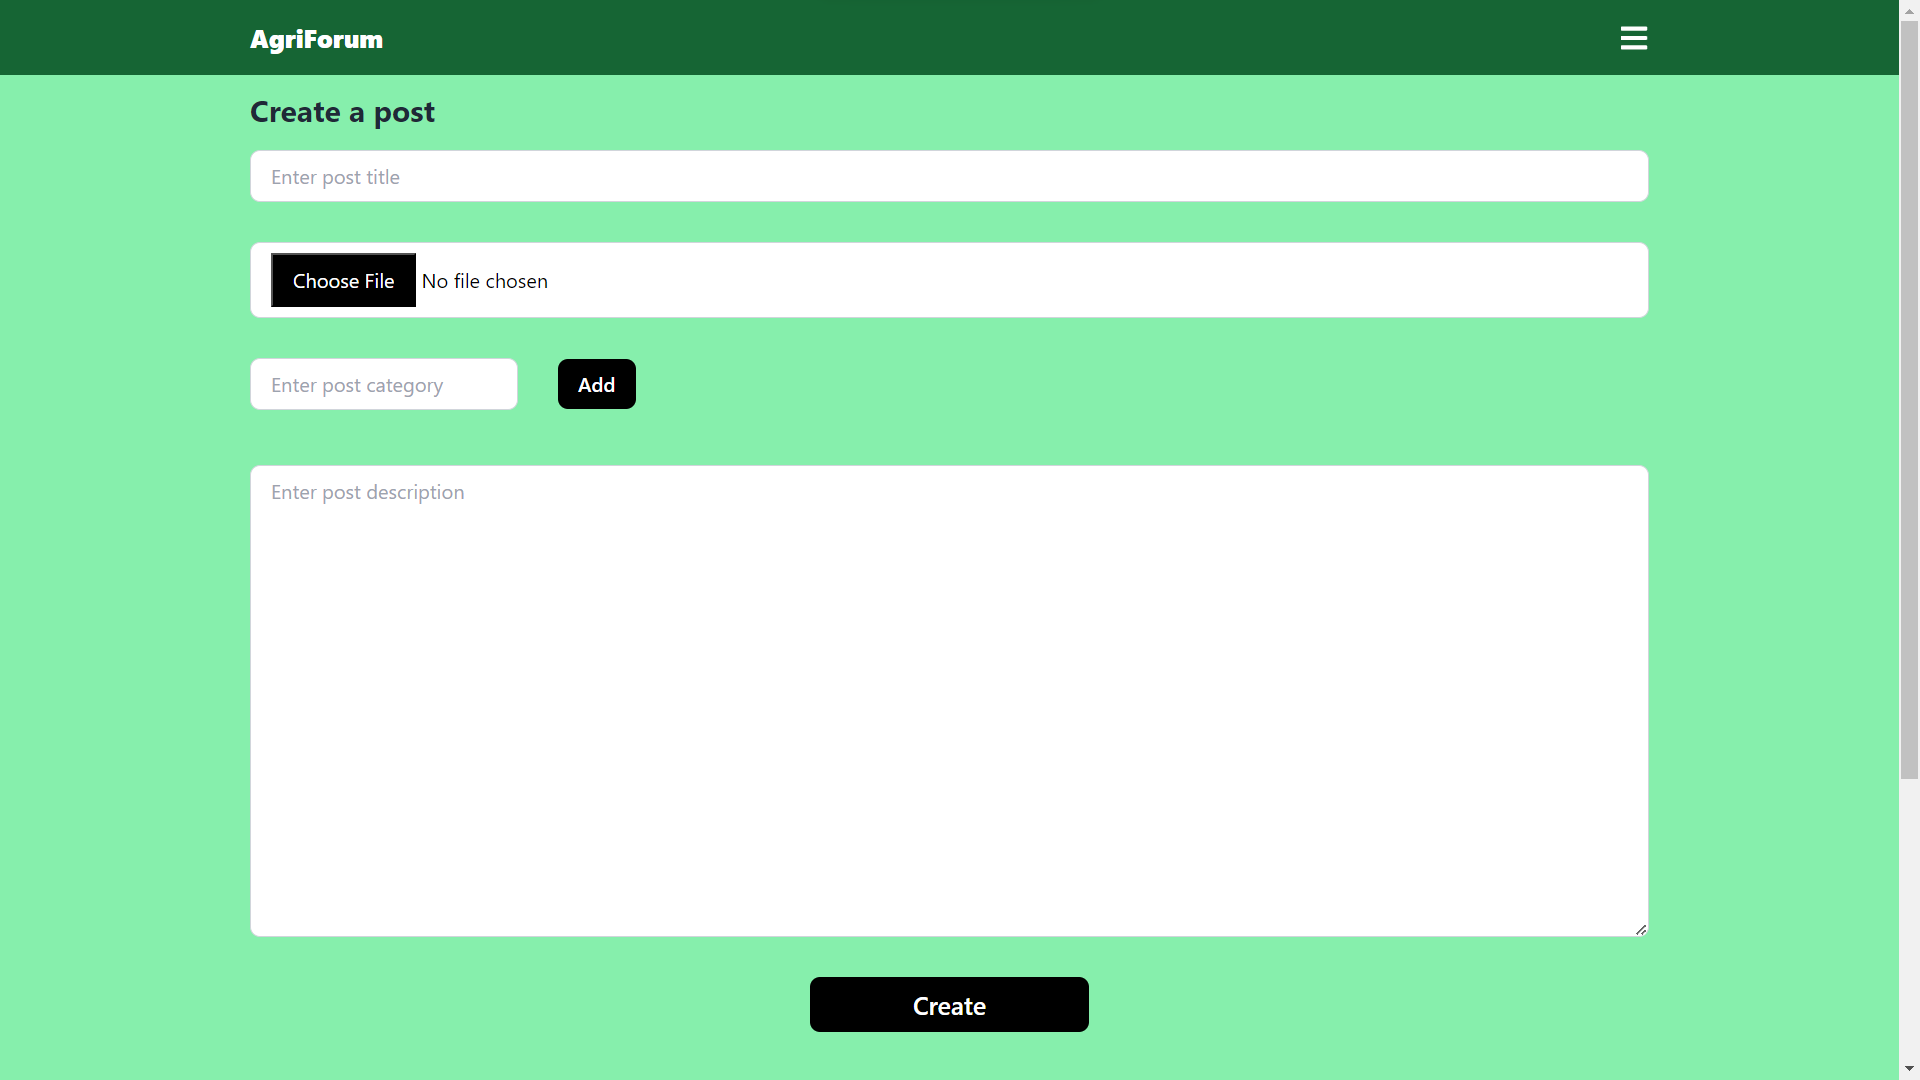 AgriForum
Create a post
Enter post title
Choose File No file chosen
Enter post category Add
Enter post description
Create